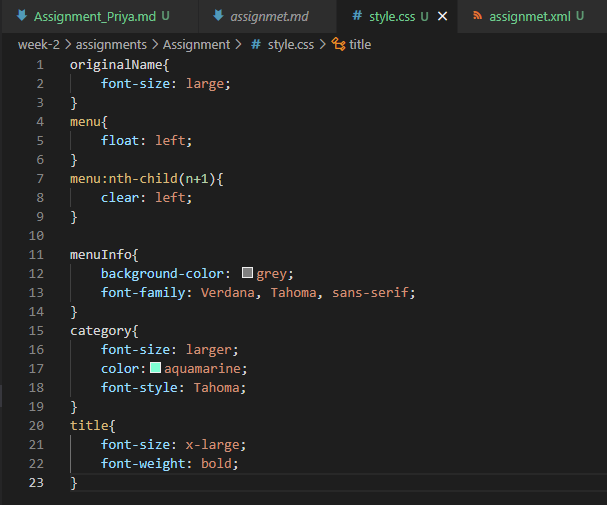 Assignment_Priya.md U assignmet.md # style.css U × assignmet.xml U
week-2 > assignments > Assignment > # style.css > title
1 originalName{
2 font-size: large;
3 }
4 menu{
5 float: left;
6 }
7 menu:nth-child(n+1){
8 clear: left;
9 }
10
11 menuInfo{
12 background-color: grey;
13 font-family: Verdana, Tahoma, sans-serif;
14 }
15 category{
16 font-size: larger;
17 color: aquamarine;
18 font-style: Tahoma;
19 }
20 title{
21 font-size: x-large;
22 font-weight: bold;
23 }